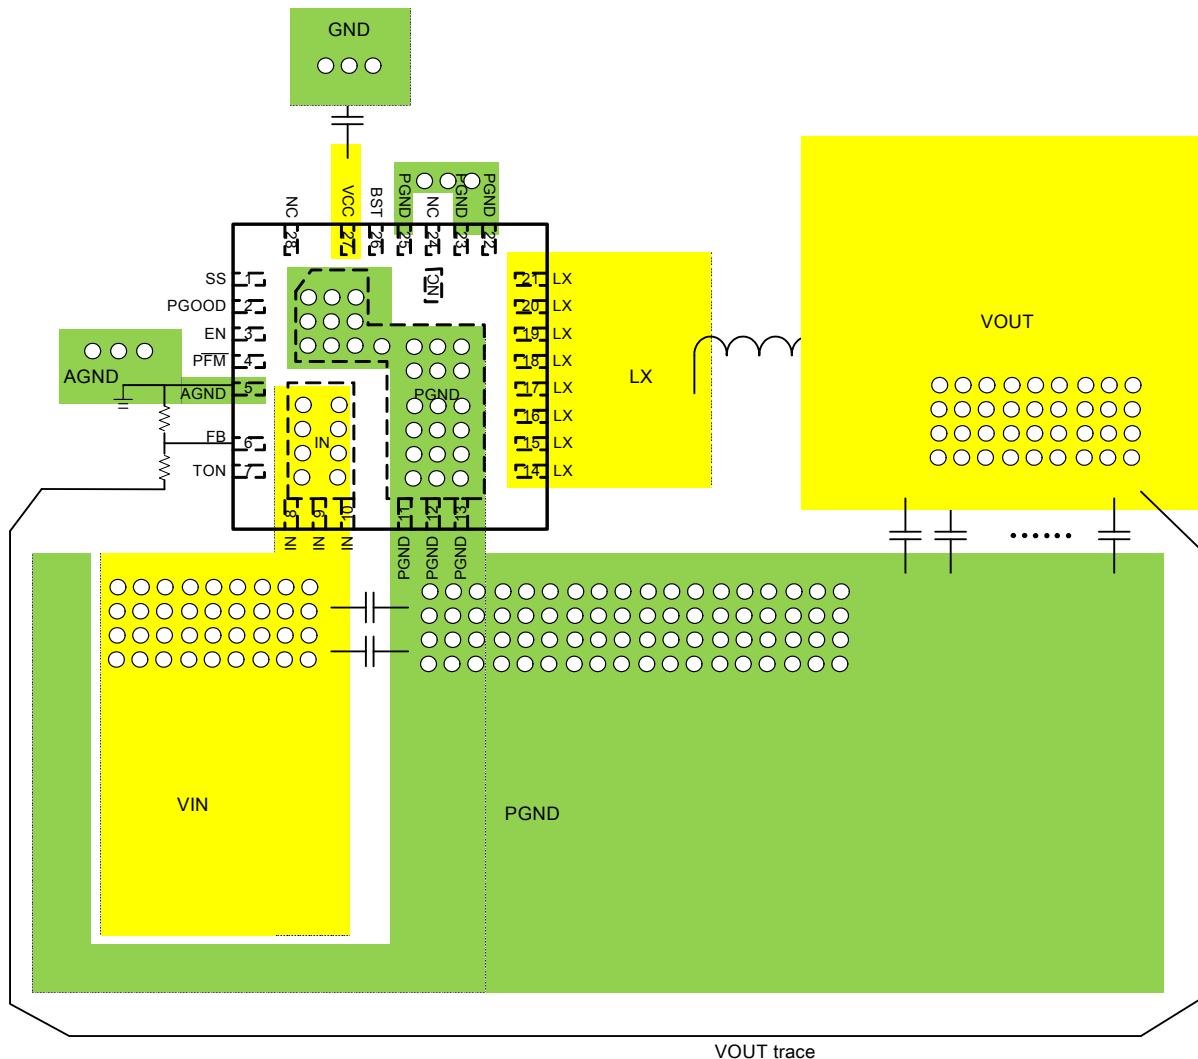 GND
NC
VCC
BST
PGND
NC
PGND
PGND
28
27
26
25
24
23
22
SS 1
PGOOD 2
EN 3
PFM 4
AGND 5
FB 6
TON 7
AGND
NC
21 LX
20 LX
19 LX
18 LX
17 LX
16 LX
15 LX
14 LX
LX
VOUT
IN
PGND
8
9
10
11
12
13
IN
IN
IN
PGND
PGND
PGND
VIN
PGND
VOUT trace